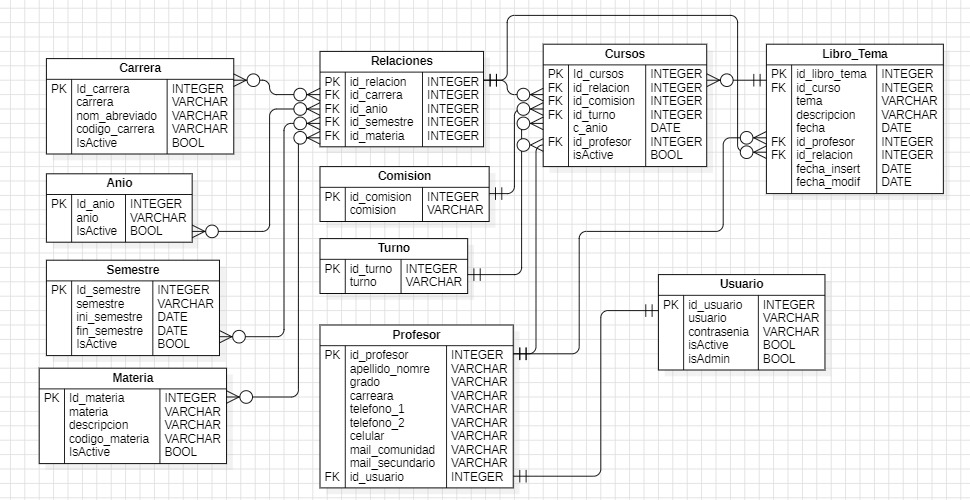 Carrera
PK Id_carrera INTEGER
carrera VARCHAR
nom_abreviado VARCHAR
codigo_carrera VARCHAR
IsActive BOOL
Anio
PK Id_anio INTEGER
anio VARCHAR
IsActive BOOL
Semestre
PK Id_semestre INTEGER
semestre VARCHAR
ini_semestre DATE
fin_semestre DATE
IsActive BOOL
Materia
PK Id_materia INTEGER
materia VARCHAR
descripcion VARCHAR
codigo_materia VARCHAR
IsActive BOOL
Relaciones
PK id_relacion INTEGER
FK id_carrera INTEGER
FK id_anio INTEGER
FK id_semestre INTEGER
FK id_materia INTEGER
Comision
PK id_comision INTEGER
comision VARCHAR
Turno
PK id_turno INTEGER
turno VARCHAR
Profesor
PK id_profesor INTEGER
apellido_nomre VARCHAR
grado VARCHAR
carreara VARCHAR
telefono_1 VARCHAR
telefono_2 VARCHAR
celular VARCHAR
mail_comunidad VARCHAR
mail_secundario VARCHAR
FK id_usuario INTEGER
Cursos
PK Id_cursos INTEGER
FK id_relacion INTEGER
FK id_comision INTEGER
FK id_turno INTEGER
c_anio DATE
FK id_profesor INTEGER
isActive BOOL
Libro_Tema
PK id_libro_tema INTEGER
FK id_curso INTEGER
tema VARCHAR
descripcion VARCHAR
fecha DATE
FK id_profesor INTEGER
FK id_relacion INTEGER
fecha_insert DATE
fecha_modif DATE
Usuario
PK id_usuario INTEGER
usuario VARCHAR
contrasenia VARCHAR
isActive BOOL
isAdmin BOOL